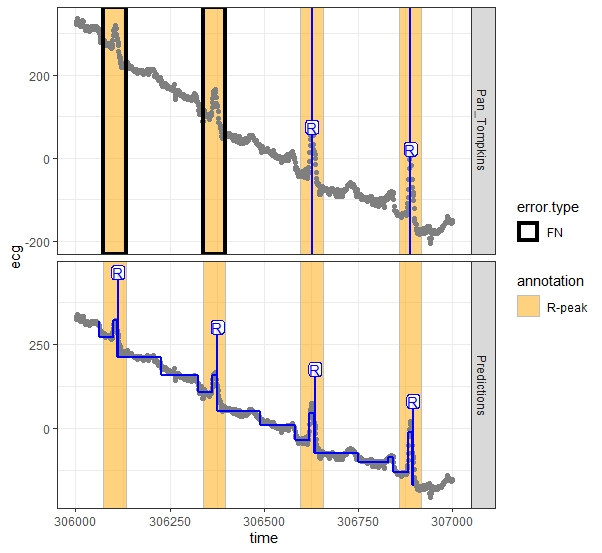 200
0
-200
R
R
Pan_Tompkins
ecg
250
0
R
R
R
R
Predictions
306000
306250
306500
306750
307000
time
error.type
FN
annotation
R-peak